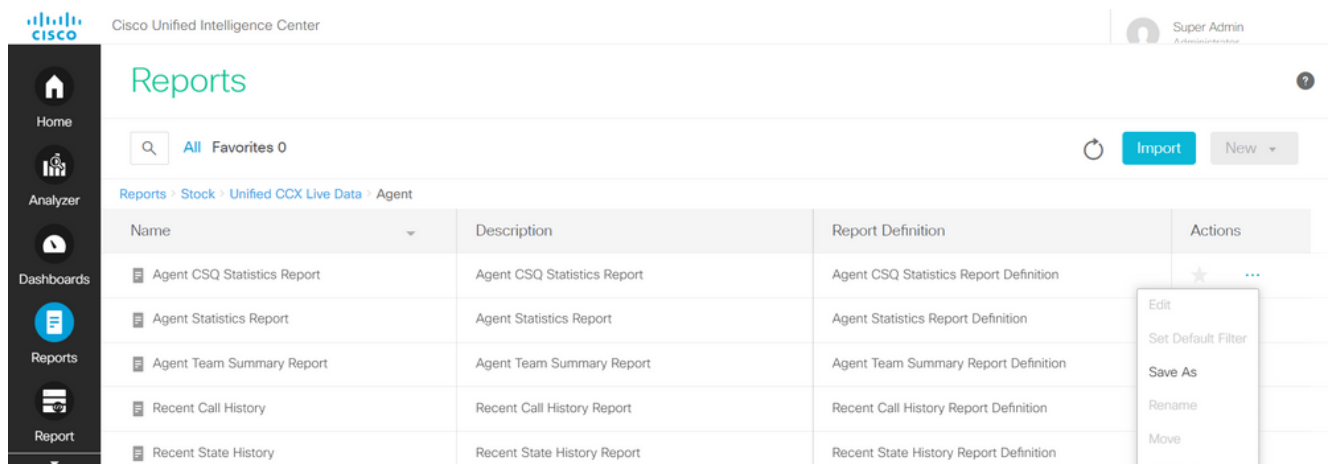 CISCO
Cisco Unified Intelligence Center
Super Admin
Administrator
Home
Analyzer
Dashboards
Reports
Report
Reports
?
All Favorites 0
Import
New
Reports > Stock > Unified CCX Live Data > Agent
Name Description Report Definition Actions
Agent CSQ Statistics Report Agent CSQ Statistics Report Agent CSQ Statistics Report Definition ...
Agent Statistics Report Agent Statistics Report Agent Statistics Report Definition
Agent Team Summary Report Agent Team Summary Report Agent Team Summary Report Definition
Recent Call History Recent Call History Report Recent Call History Report Definition
Recent State History Recent State History Report Recent State History Report Definition
Edit
Set Default Filter
Save As
Rename
Move